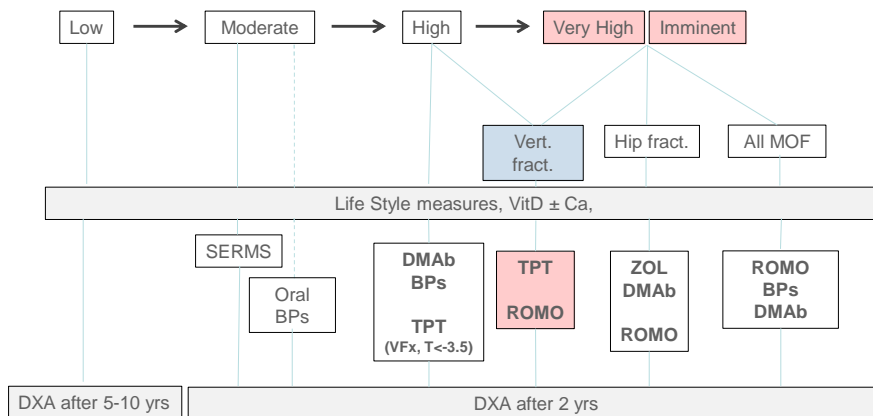 Low
Moderate
High
Very High
Imminent
Vert.
fract.
Hip fract.
All MOF
Life Style measures, VitD ± Ca,
SERMS
Oral
BPs
DMAb
BPs
TPT
(VFx, T<-3.5)
TPT
ROMO
ZOL
DMAb
ROMO
ROMO
BPs
DMAb
DXA after 5-10 yrs
DXA after 2 yrs